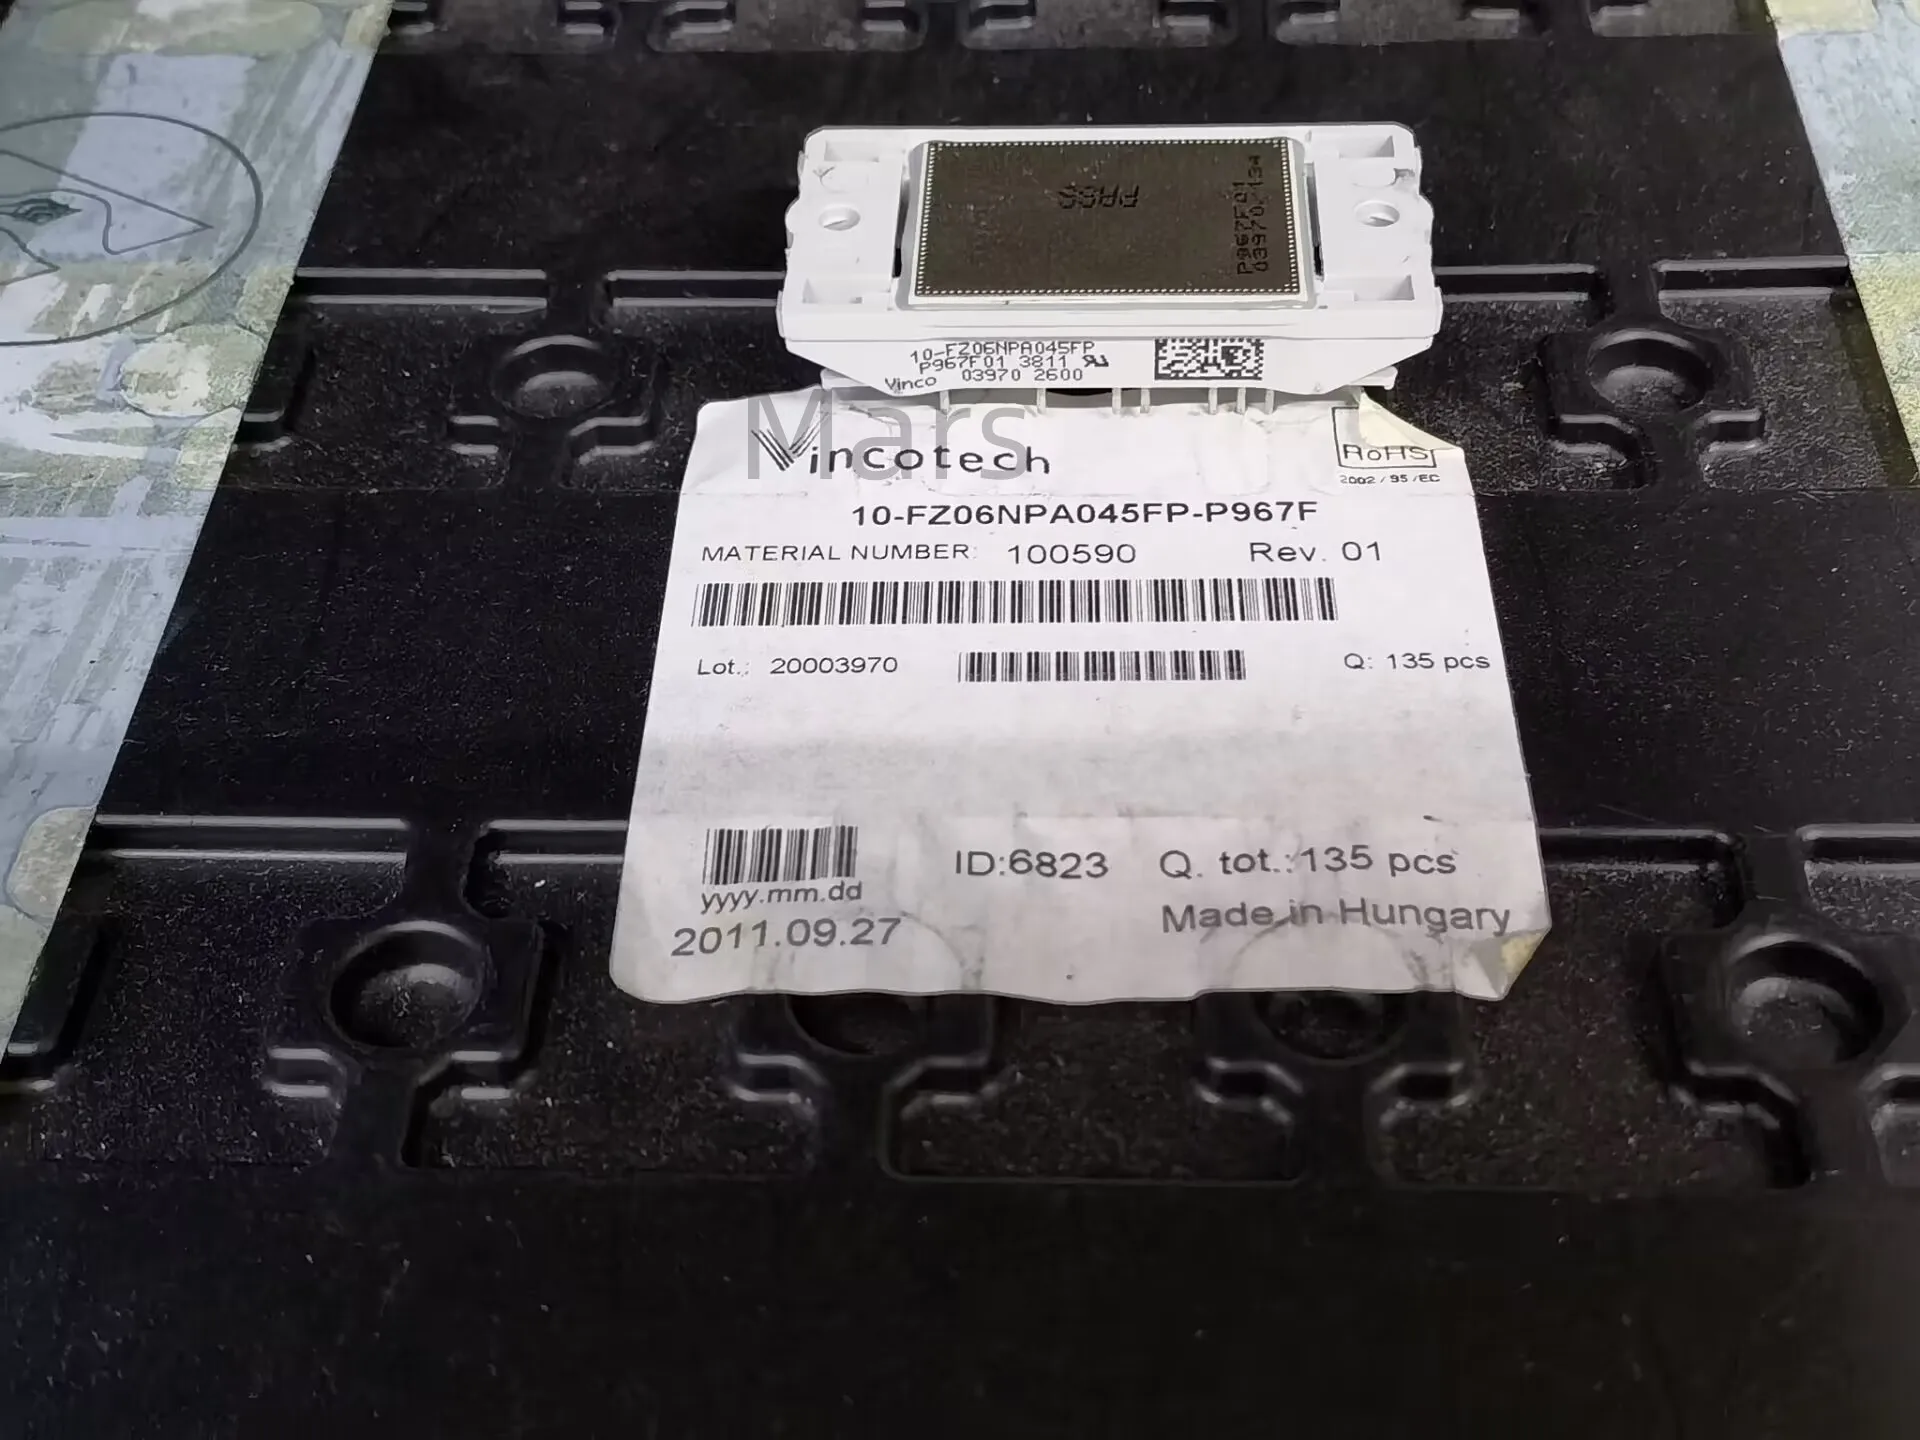 P967F01
03970/134
10-FZ06NPA045FP
P967F01 3811
Vinco 03970 2600
Mars
Vincotech
RoHS
2002/95/EC
10-FZ06NPA045FP-P967F
MATERIAL NUMBER: 100590 Rev. 01
Lot.: 20003970 Q: 135 pcs
ID:6823 Q. tot.:135 pcs
yyyy.mm.dd
2011.09.27 Made in Hungary